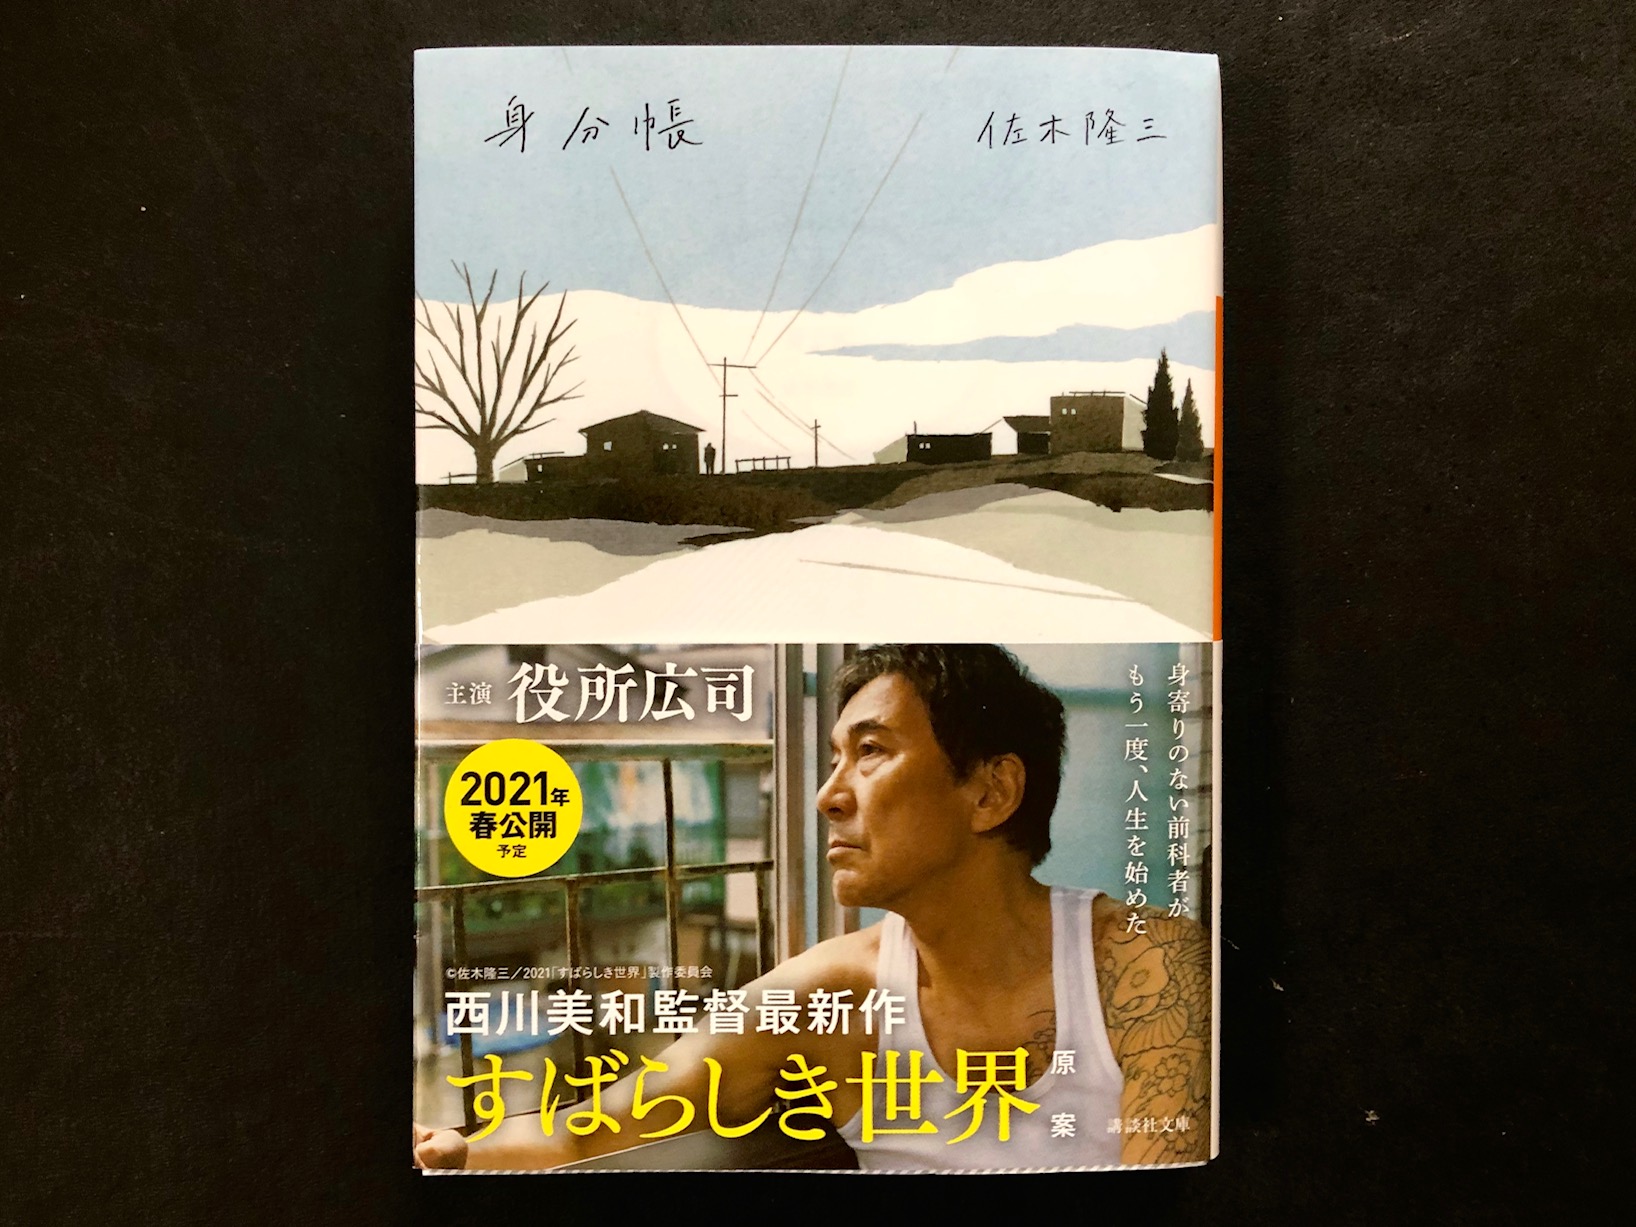 身分帳
佐木隆三
主演 役所広司
2021年
春公開
予定
身寄りのない前科者が
もう一度、人生を始めた
©佐木隆三/2021「すばらしき世界」製作委員会
西川美和監督最新作
すばらしき世界
原案
講談社文庫